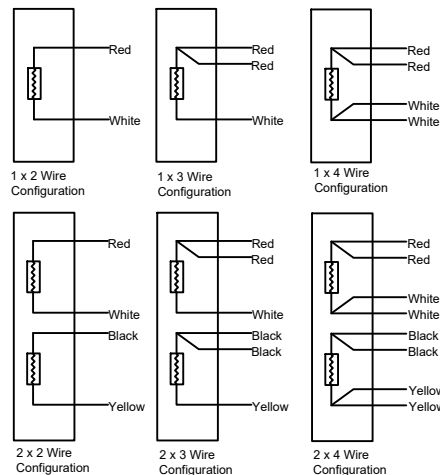 Red
White
1 x 2 Wire
Configuration
Red
Red
White
1 x 3 Wire
Configuration
Red
Red
White
White
1 x 4 Wire
Configuration
Red
White
Black
Yellow
2 x 2 Wire
Configuration
Red
Red
White
Black
Black
Yellow
2 x 3 Wire
Configuration
Red
Red
White
White
Black
Black
Yellow
Yellow
2 x 4 Wire
Configuration